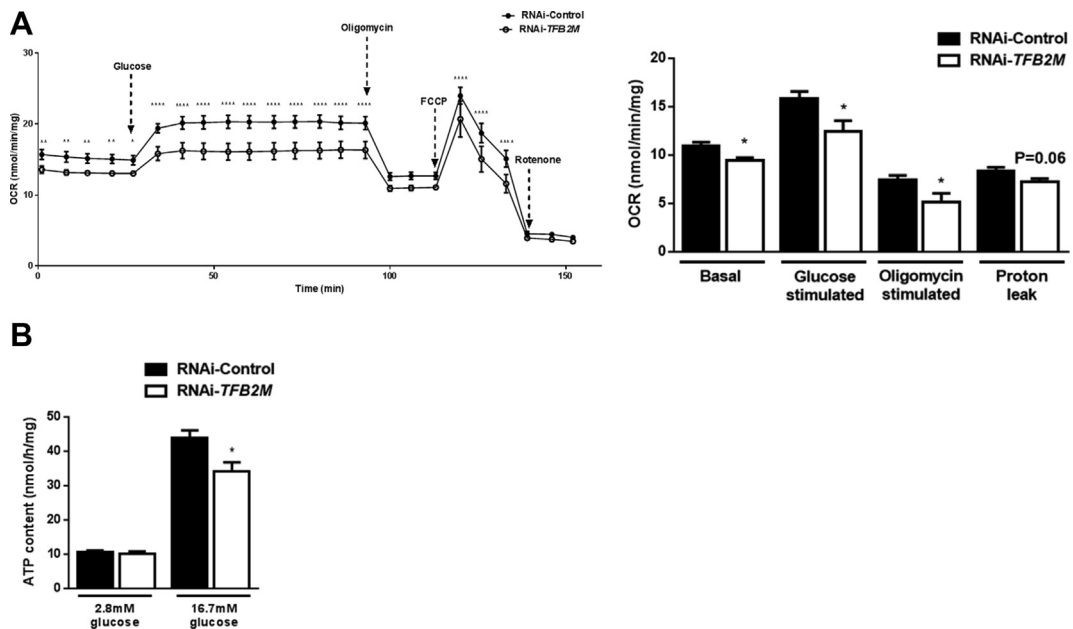 A
RNAi-Control
RNAi-TFB2M
Oligomycin
Glucose
FCCP
Rotenone
30
20
10
0
OCR (nmol/min/mg)
0
50
100
150
Time (min)
RNAi-Control
RNAi-TFB2M
20
15
10
5
0
OCR (nmol/min/mg)
*
*
*
P=0.06
Basal
Glucose
stimulated
Oligomycin
stimulated
Proton
leak
B
RNAi-Control
RNAi-TFB2M
50
40
30
20
10
0
ATP content (nmol/h/mg)
*
2.8mM
glucose
16.7mM
glucose